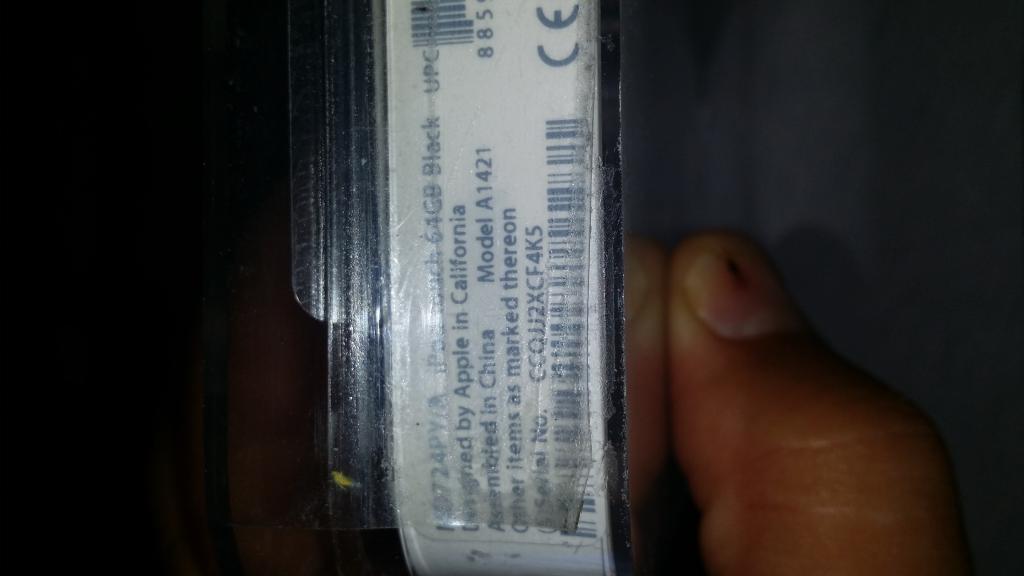 iPod touch 64GB Black UPC
Designed by Apple in California
Assembled in China Model A1421
Other items as marked thereon
Serial No. CCQJJ2XCF4K5
885
CE